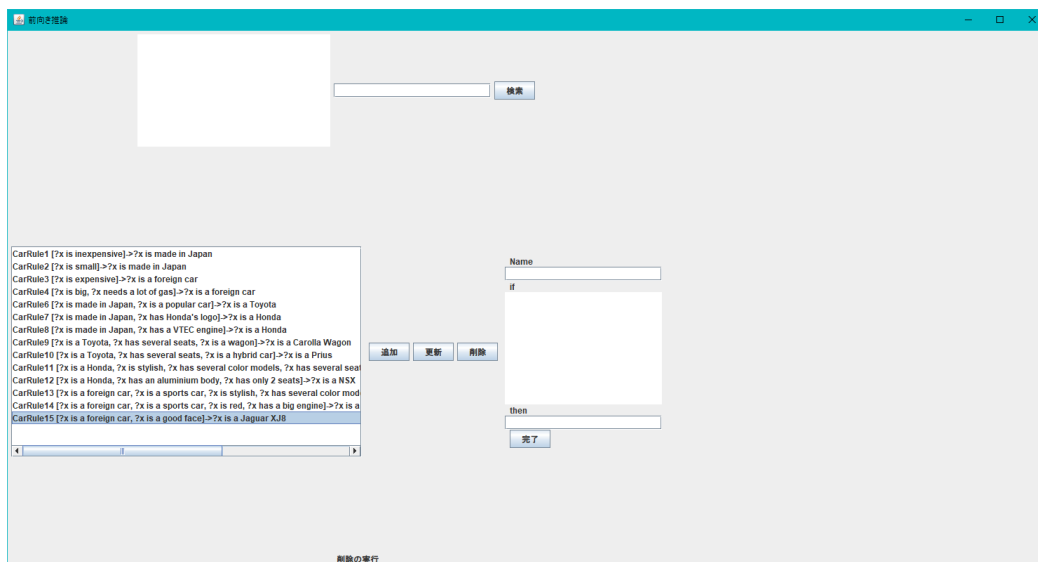 前向き推論
検索
CarRule1 [?x is inexpensive]->?x is made in Japan
CarRule2 [?x is small]->?x is made in Japan
CarRule3 [?x is expensive]->?x is a foreign car
CarRule4 [?x is big, ?x needs a lot of gas]->?x is a foreign car
CarRule6 [?x is made in Japan, ?x is a popular car]->?x is a Toyota
CarRule7 [?x is made in Japan, ?x has Honda's logo]->?x is a Honda
CarRule8 [?x is made in Japan, ?x has a VTEC engine]->?x is a Honda
CarRule9 [?x is a Toyota, ?x has several seats, ?x is a wagon]->?x is a Carolla Wagon
CarRule10 [?x is a Toyota, ?x has several seats, ?x is a hybrid car]->?x is a Prius
CarRule11 [?x is a Honda, ?x is stylish, ?x has several color models, ?x has several seat
CarRule12 [?x is a Honda, ?x has an aluminium body, ?x has only 2 seats]->?x is a NSX
CarRule13 [?x is a foreign car, ?x is a sports car, ?x is stylish, ?x has several color mod
CarRule14 [?x is a foreign car, ?x is a sports car, ?x is red, ?x has a big engine]->?x is a
CarRule15 [?x is a foreign car, ?x is a good face]->?x is a Jaguar XJ8
追加 更新 削除
Name
if
then
完了
削除の実行